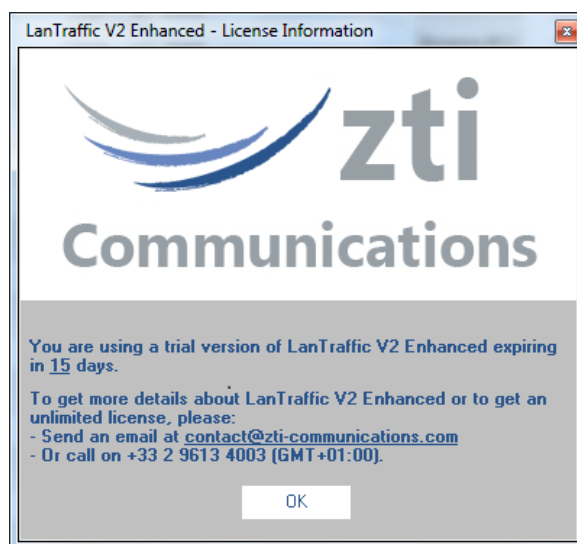 LanTraffic V2 Enhanced - License Information
zti
Communications
You are using a trial version of LanTraffic V2 Enhanced expiring
in 15 days.
To get more details about LanTraffic V2 Enhanced or to get an
unlimited license, please:
- Send an email at contact@zti-communications.com
- Or call on +33 2 9613 4003 (GMT+01:00).
OK